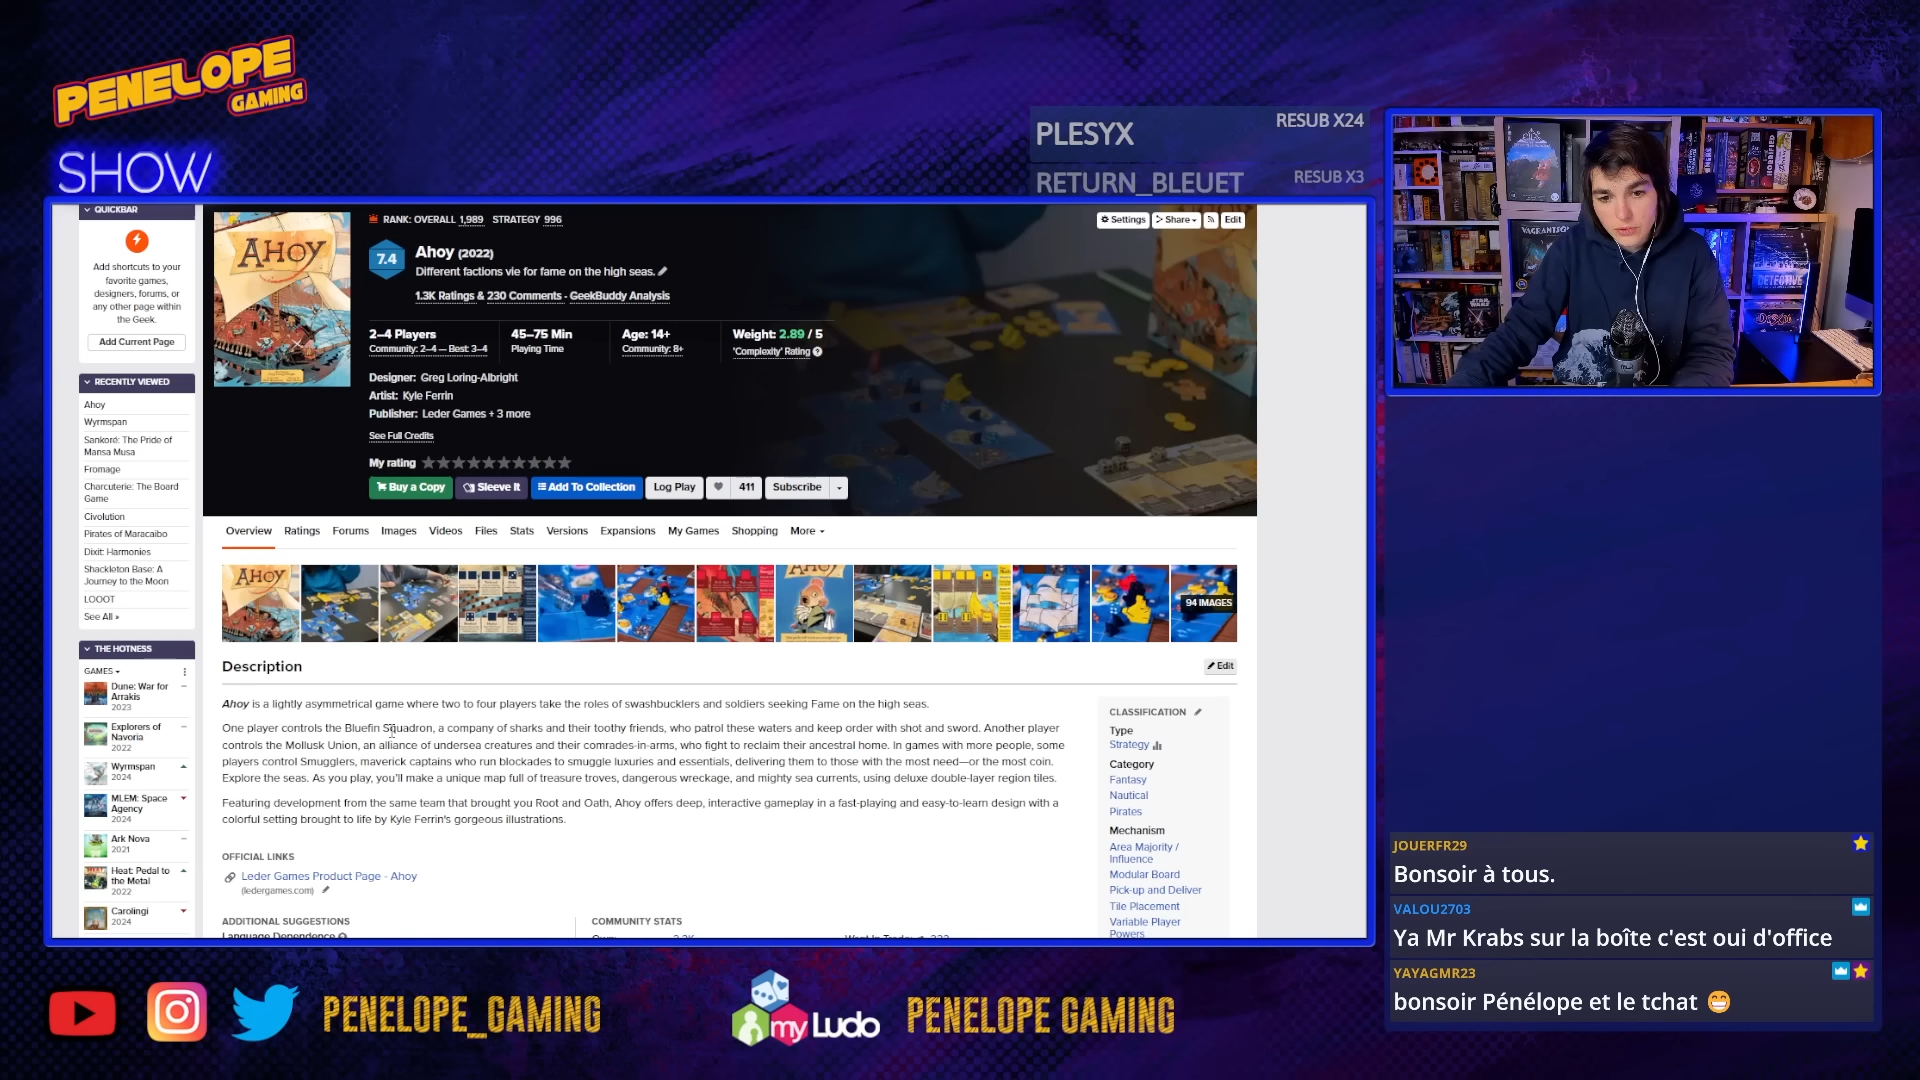 PENELOPE
GAMING
SHOW
PLESYX
RESUB X24
RETURN_BLEUET
RESUB X3
QUICKBAR
Add shortcuts to your
favorite games,
designers, forums, or
any other page within
the Geek.
Add Current Page
RECENTLY VIEWED
Ahoy
Wyrmspan
Sankoré: The Pride of
Mansa Musa
Fromage
Charcuterie: The Board
Game
Civolution
Pirates of Maracaibo
Dixit: Harmonies
Shackleton Base: A
Journey to the Moon
LOOOT
See All »
THE HOTNESS
GAMES
Dune: War for
Arrakis
2023
Explorers of
Navoria
2022
Wyrmspan
2024
MLEM: Space
Agency
2024
Ark Nova
2021
Heat: Pedal to
the Metal
2022
Carolingi
2024
AHOY
RANK: OVERALL 1,989 STRATEGY 996
Settings
Share
Edit
7.4
Ahoy (2022)
Different factions vie for fame on the high seas.
1.3K Ratings & 230 Comments - GeekBuddy Analysis
2–4 Players
Community: 2–4 — Best: 3–4
45–75 Min
Playing Time
Age: 14+
Community: 8+
Weight: 2.89 / 5
'Complexity' Rating
Designer: Greg Loring-Albright
Artist: Kyle Ferrin
Publisher: Leder Games + 3 more
See Full Credits
My rating
Buy a Copy
Sleeve It
Add To Collection
Log Play
411
Subscribe
Overview
Ratings
Forums
Images
Videos
Files
Stats
Versions
Expansions
My Games
Shopping
More
AHOY
AHOY
94 IMAGES
Description
Edit
Ahoy is a lightly asymmetrical game where two to four players take the roles of swashbucklers and soldiers seeking Fame on the high seas.
One player controls the Bluefin Squadron, a company of sharks and their toothy friends, who patrol these waters and keep order with shot and sword. Another player
controls the Mollusk Union, an alliance of undersea creatures and their comrades-in-arms, who fight to reclaim their ancestral home. In games with more people, some
players control Smugglers, maverick captains who run blockades to smuggle luxuries and essentials, delivering them to those with the most need—or the most coin.
Explore the seas. As you play, you'll make a unique map full of treasure troves, dangerous wreckage, and mighty sea currents, using deluxe double-layer region tiles.
Featuring development from the same team that brought you Root and Oath, Ahoy offers deep, interactive gameplay in a fast-playing and easy-to-learn design with a
colorful setting brought to life by Kyle Ferrin's gorgeous illustrations.
OFFICIAL LINKS
Leder Games Product Page - Ahoy
(ledergames.com)
ADDITIONAL SUGGESTIONS
Language Dependence
COMMUNITY STATS
CLASSIFICATION
Type
Strategy
Category
Fantasy
Nautical
Pirates
Mechanism
Area Majority /
Influence
Modular Board
Pick-up and Deliver
Tile Placement
Variable Player
Powers
VAGRANTSONG
STAR
WARS
DETECTIVE
JOUERFR29
Bonsoir à tous.
VALOU2703
Ya Mr Krabs sur la boîte c'est oui d'office
YAYAGMR23
bonsoir Pénélope et le tchat
PENELOPE_GAMING
myLudo
PENELOPE GAMING